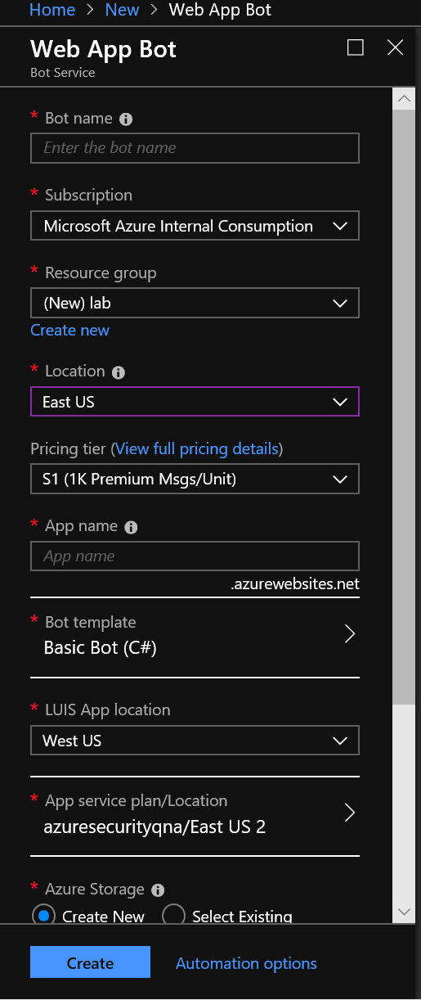 Home > New > Web App Bot
Web App Bot
Bot Service
* Bot name
Enter the bot name
* Subscription
Microsoft Azure Internal Consumption
* Resource group
(New) lab
Create new
* Location
East US
Pricing tier (View full pricing details)
S1 (1K Premium Msgs/Unit)
* App name
App name
.azurewebsites.net
* Bot template
Basic Bot (C#)
* LUIS App location
West US
* App service plan/Location
azuresecurityqna/East US 2
* Azure Storage
Create New Select Existing
Create Automation options